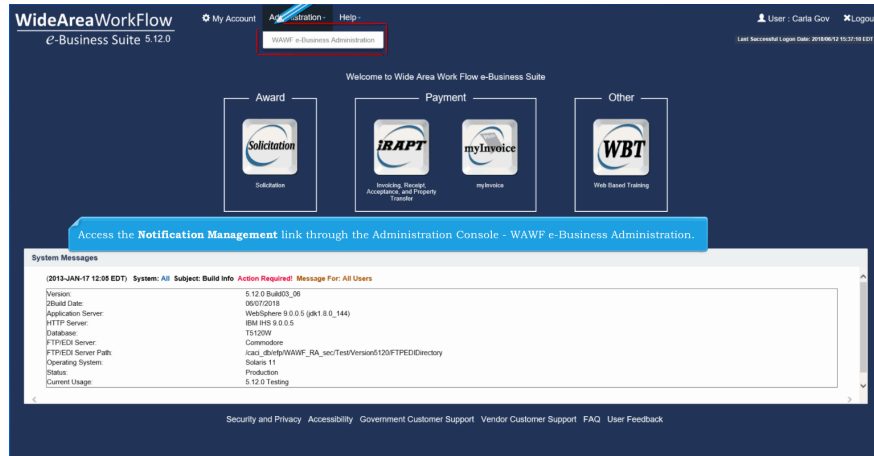 WideAreaWorkFlow
e-Business Suite 5.12.0
My Account Administration Help
User : Carla Gov Logou
WAWF e-Business Administration
Last Successful Logon Date: 2018/06/12 15:37:10 EDT
Welcome to Wide Area Work Flow e-Business Suite
Award
Payment
Other
Solicitation
iRAPT
myInvoice
WBT
Solicitation
Invoicing, Receipt, Acceptance, and Property Transfer
myInvoice
Web Based Training
Access the Notification Management link through the Administration Console - WAWF e-Business Administration.
System Messages
(2013-JAN-17 12:05 EDT) System: All Subject: Build Info Action Required! Message For: All Users
Version: 5.12.0 Build03_06
2Build Date: 06/07/2018
Application Server: WebSphere 9.0.0.5 (jdk1.8.0_144)
HTTP Server: IBM IHS 9.0.0.5
Database: T5120W
FTP/EDI Server: Commodore
FTP/EDI Server Path: /caci_db/efp/WAWF_RA_sec/Test/Version5120/FTPEDIDirectory
Operating System: Solaris 11
Status: Production
Current Usage: 5.12.0 Testing
Security and Privacy Accessibility Government Customer Support Vendor Customer Support FAQ User Feedback